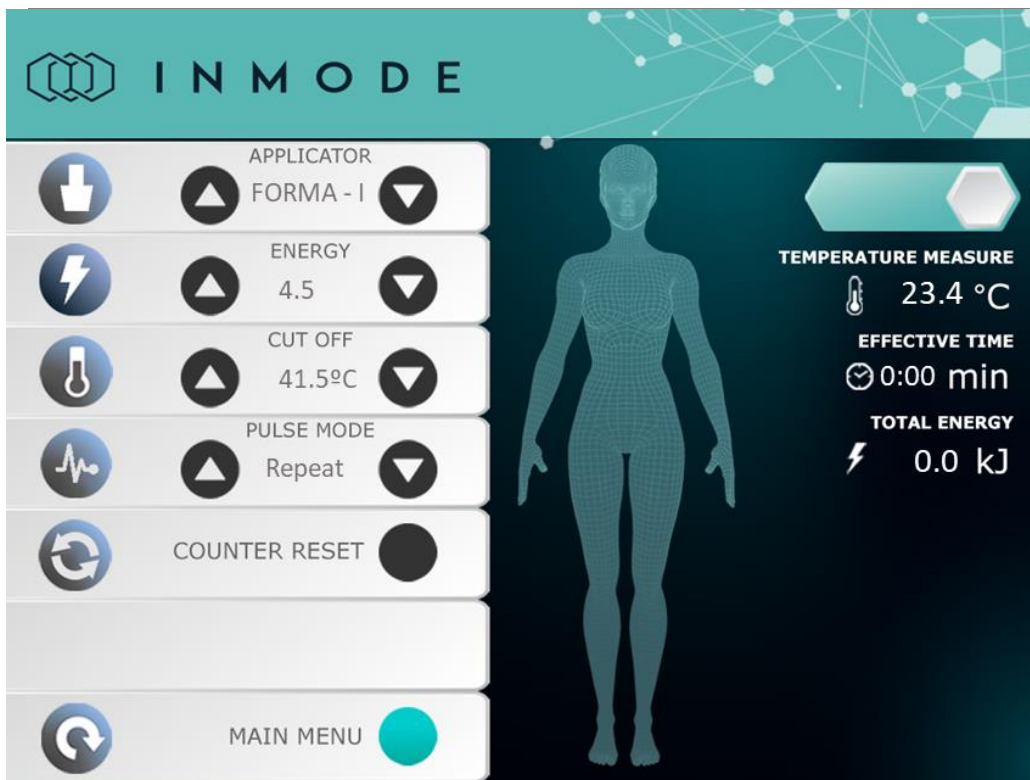 INMODE
APPLICATOR
FORMA - I
ENERGY
4.5
CUT OFF
41.5ºC
PULSE MODE
Repeat
COUNTER RESET
MAIN MENU
TEMPERATURE MEASURE
23.4 °C
EFFECTIVE TIME
0:00 min
TOTAL ENERGY
0.0 kJ